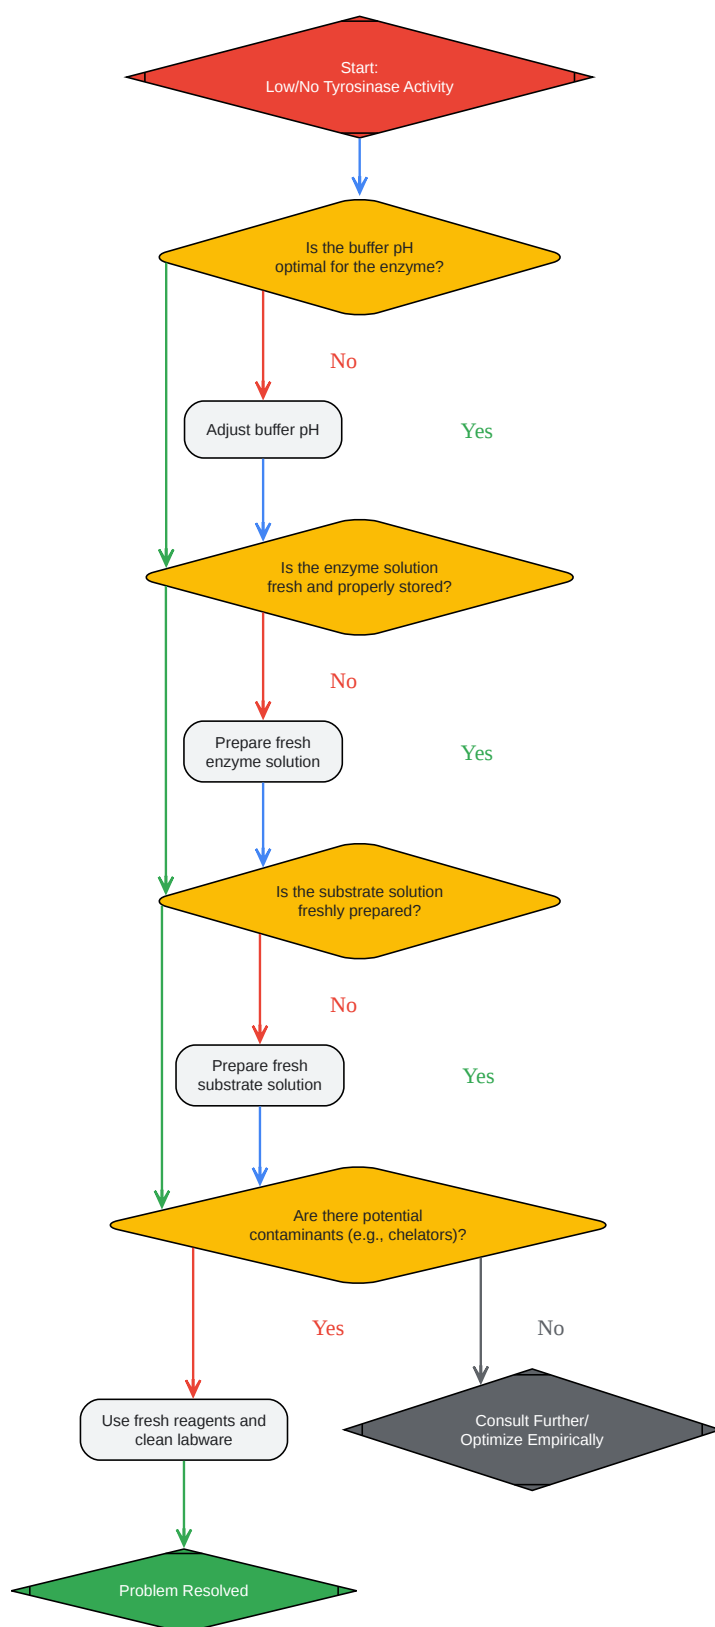 Start:
Low/No Tyrosinase Activity
Is the buffer pH
optimal for the enzyme?
No
Adjust buffer pH
Yes
Is the enzyme solution
fresh and properly stored?
No
Prepare fresh
enzyme solution
Yes
Is the substrate solution
freshly prepared?
No
Prepare fresh
substrate solution
Yes
Are there potential
contaminants (e.g., chelators)?
Yes
No
Use fresh reagents and
clean labware
Consult Further/
Optimize Empirically
Problem Resolved